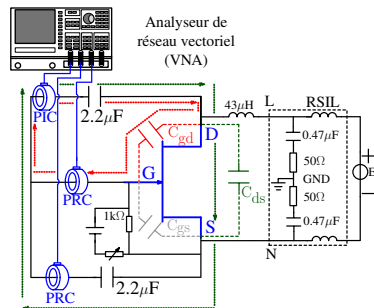 Analyseur de
réseau vectoriel
(VNA)
PIC
2.2μF
43μH
L
RSIL
D
C_gd
0.47μF
50Ω
G
GND
E
PRC
C_ds
50Ω
1kΩ
C_gs
S
0.47μF
N
PRC
2.2μF